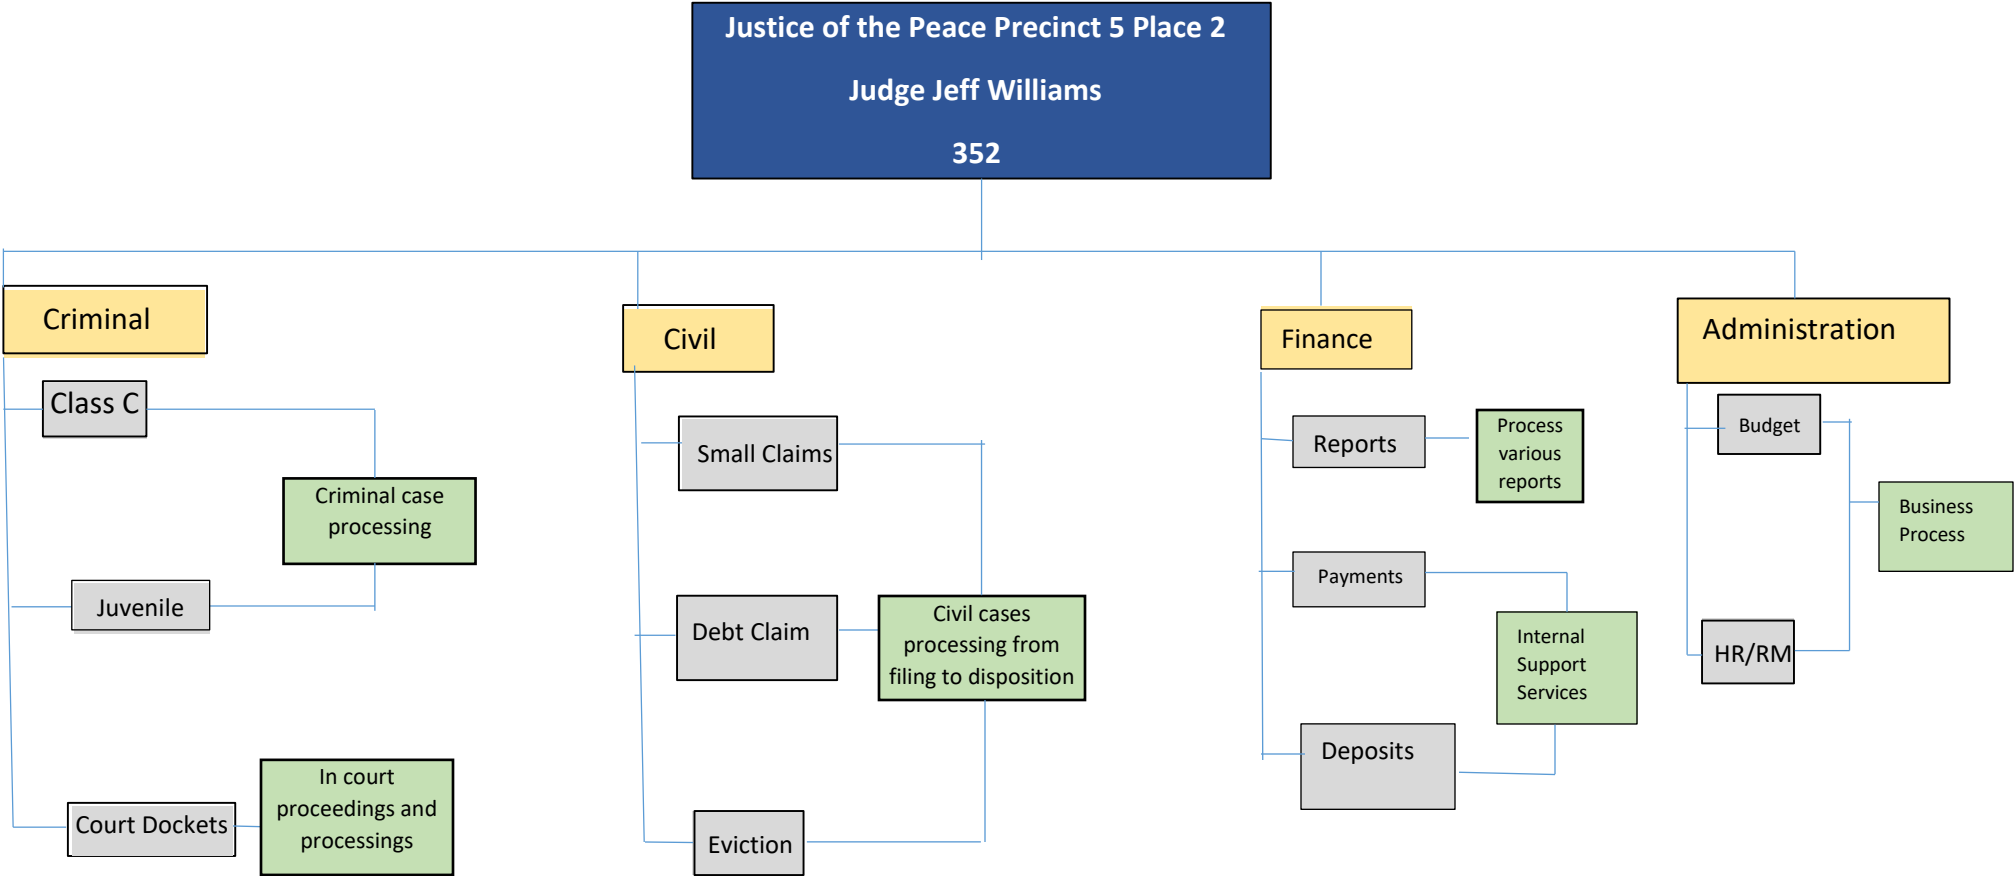 Justice of the Peace Precinct 5 Place 2
Judge Jeff Williams
352
Criminal
Class C
Criminal case
processing
Juvenile
Court Dockets
In court
proceedings and
processings
Civil
Small Claims
Debt Claim
Civil cases
processing from
filing to disposition
Eviction
Finance
Reports
Process
various
reports
Payments
Internal
Support
Services
Deposits
Administration
Budget
Business
Process
HR/RM